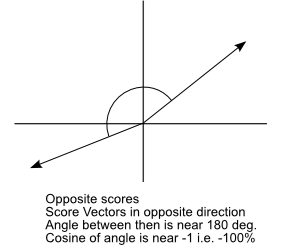 Opposite scores
Score Vectors in opposite direction
Angle between then is near 180 deg.
Cosine of angle is near -1 i.e. -100%